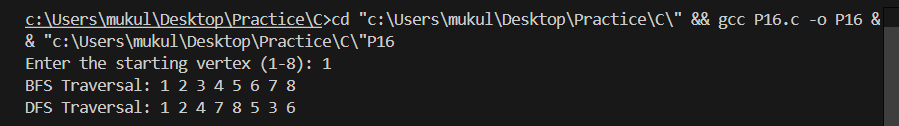 c:\Users\mukul\Desktop\Practice\C>cd "c:\Users\mukul\Desktop\Practice\C\" && gcc P16.c -o P16 &
& "c:\Users\mukul\Desktop\Practice\C\"P16
Enter the starting vertex (1-8): 1
BFS Traversal: 1 2 3 4 5 6 7 8
DFS Traversal: 1 2 4 7 8 5 3 6